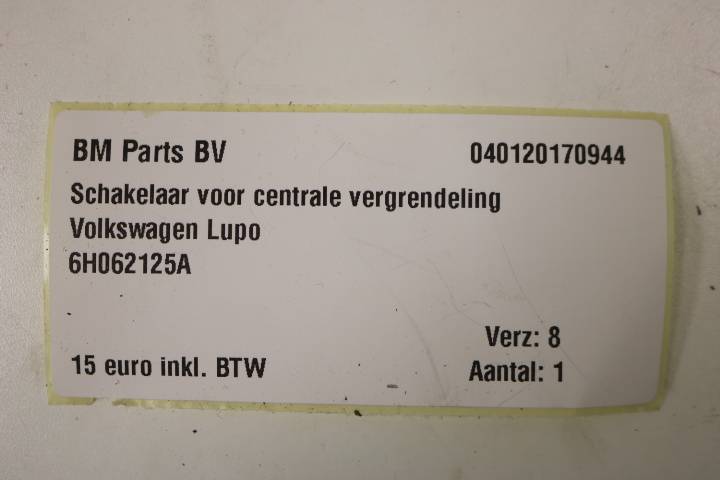 BM Parts BV 040120170944
Schakelaar voor centrale vergrendeling
Volkswagen Lupo
6H062125A
Verz: 8
15 euro inkl. BTW Aantal: 1